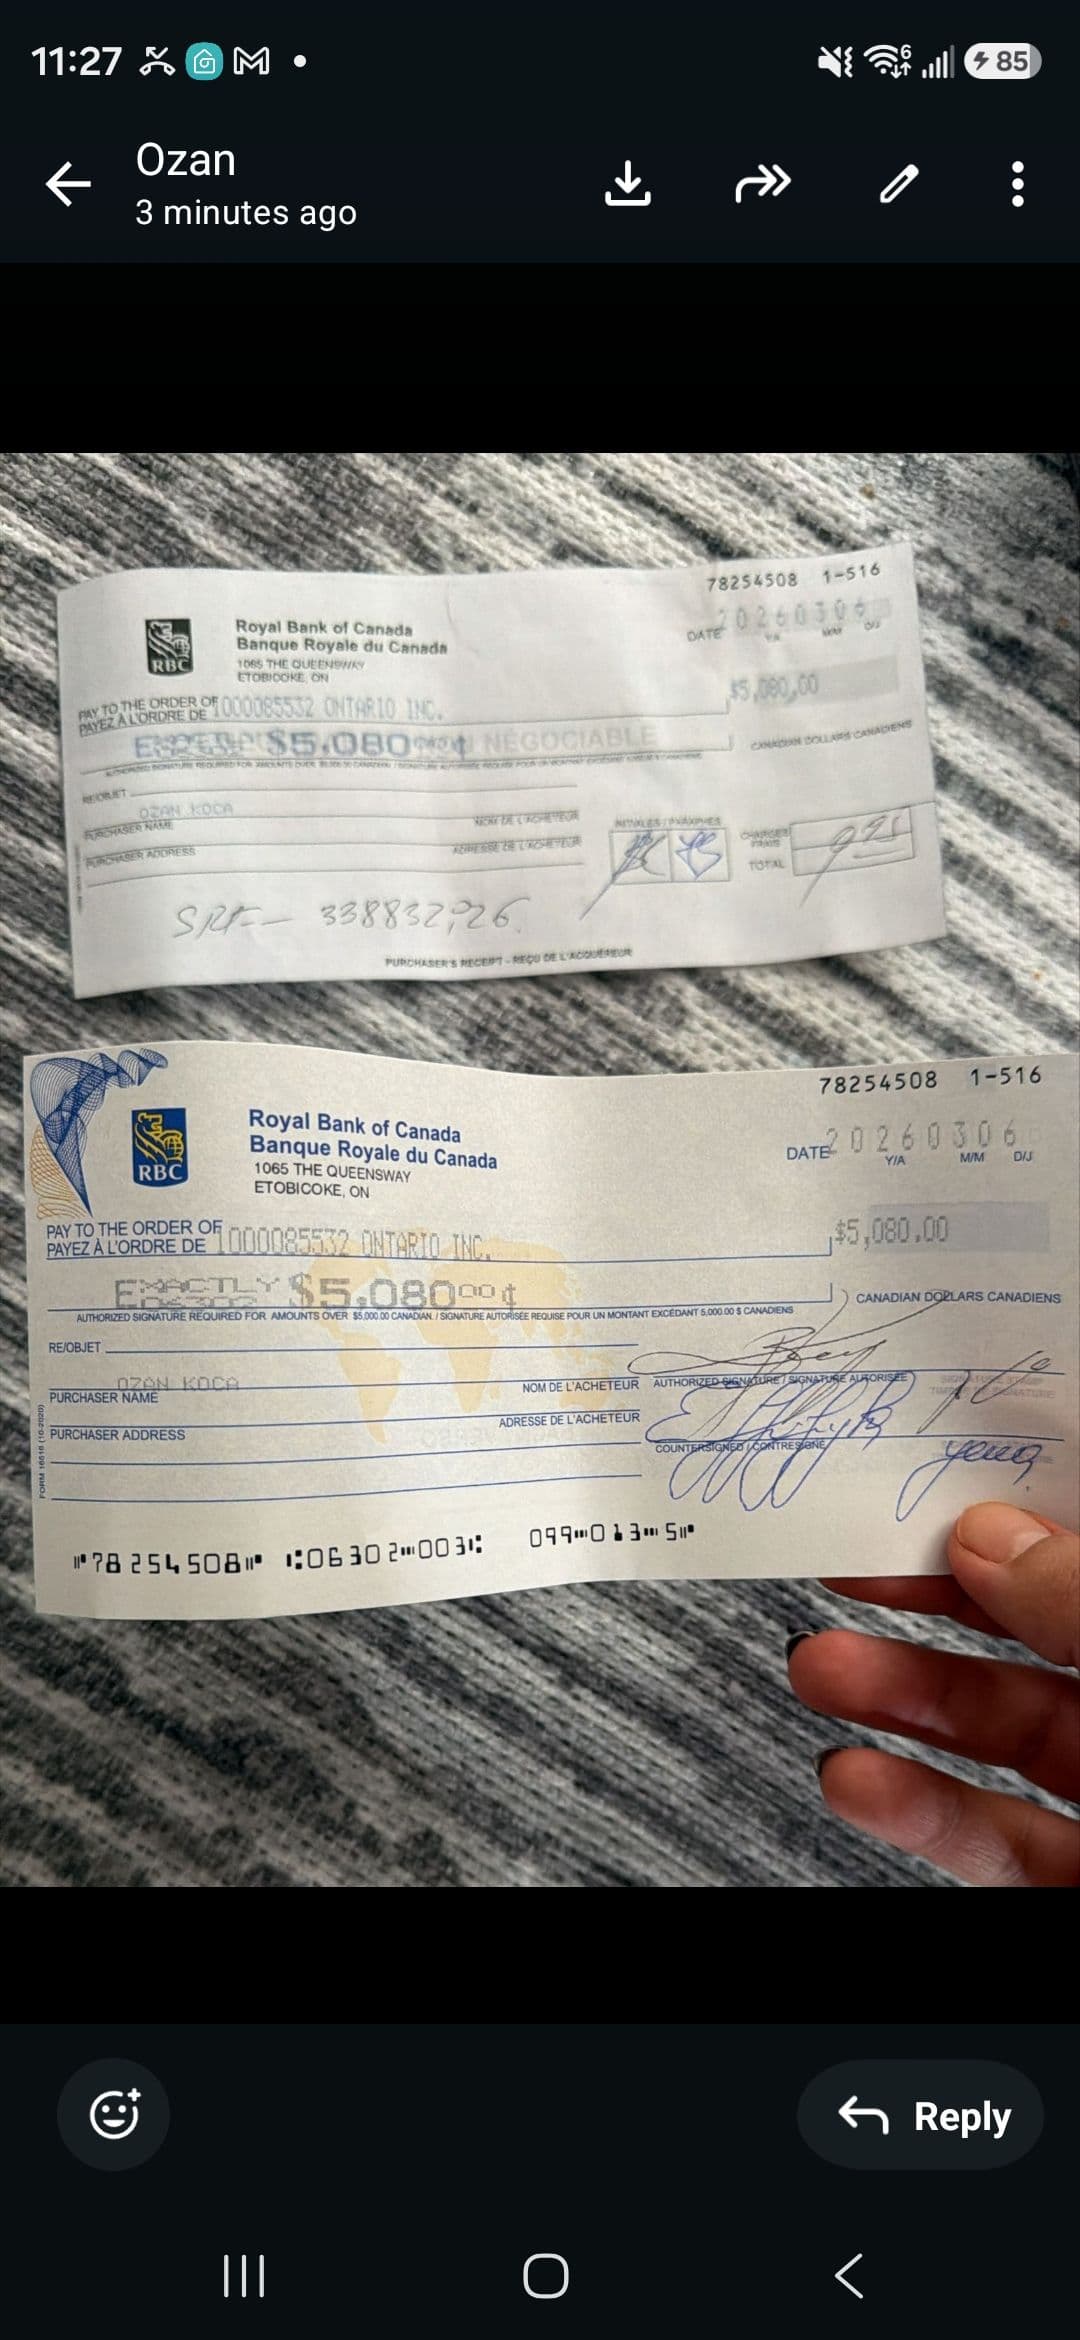 11:27
85
Ozan
3 minutes ago
78254508 1-516
RBC
Royal Bank of Canada
Banque Royale du Canada
1065 THE QUEENSWAY
ETOBICOKE, ON
DATE 20260306
Y/A M/M D/J
PAY TO THE ORDER OF
PAYEZ À L'ORDRE DE 1000085532 ONTARIO INC.
$5,080.00
$5.080 00¢ NÉGOCIABLE
CANADIAN DOLLARS CANADIENS
RE/OBJET
OZAN KOCA
PURCHASER NAME NOM DE L'ACHETEUR
PURCHASER ADDRESS ADRESSE DE L'ACHETEUR
INITIALES/PARAPHES
CHARGES
FRAIS
TOTAL
SRF-- 338832
PURCHASER'S RECEIPT - REÇU DE L'ACQUÉREUR
78254508 1-516
RBC
Royal Bank of Canada
Banque Royale du Canada
1065 THE QUEENSWAY
ETOBICOKE, ON
DATE 20260306
Y/A M/M D/J
PAY TO THE ORDER OF
PAYEZ À L'ORDRE DE 1000085532 ONTARIO INC.
$5,080.00
EXACTLY $5.080 00¢
CANADIAN DOLLARS CANADIENS
AUTHORIZED SIGNATURE REQUIRED FOR AMOUNTS OVER $5,000.00 CANADIAN / SIGNATURE AUTORISÉE REQUISE POUR UN MONTANT EXCÉDANT 5,000.00 $ CANADIENS
RE/OBJET
OZAN KOCA
PURCHASER NAME NOM DE L'ACHETEUR
AUTHORIZED SIGNATURE / SIGNATURE AUTORISÉE
PURCHASER ADDRESS ADRESSE DE L'ACHETEUR
COUNTERSIGNED / CONTRESIGNÉ
FORM 16616 (10-2020)
⑈78254508⑈ ⑆06302⑉003⑆ 099⑉013⑉5⑈
Reply